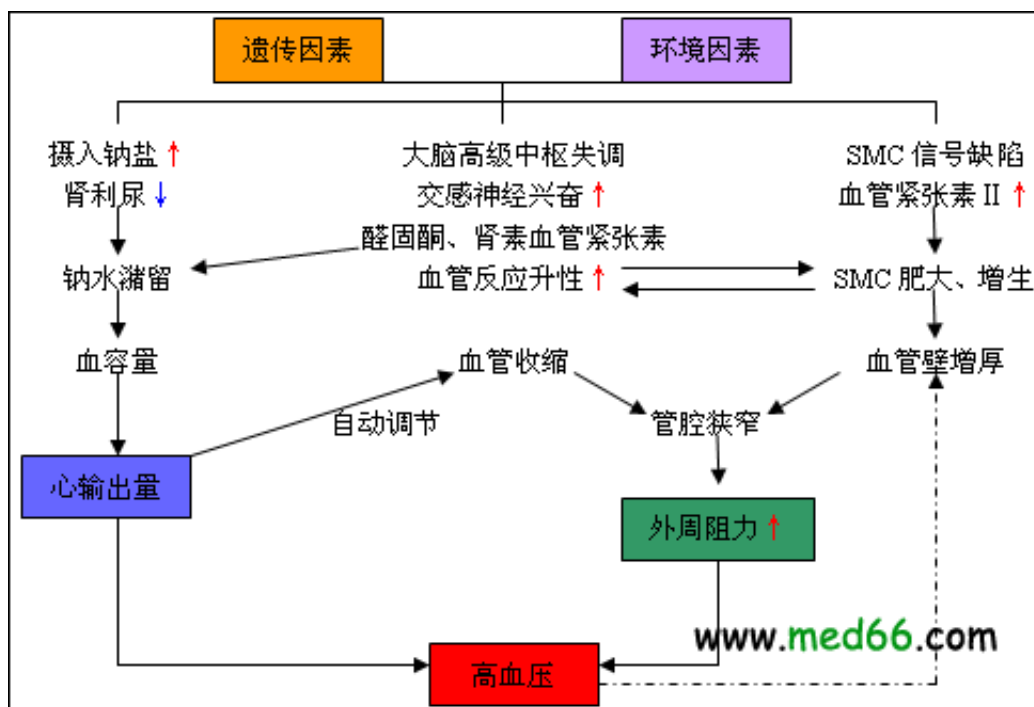 遗传因素
环境因素
摄入钠盐↑
肾利尿↓
大脑高级中枢失调
交感神经兴奋↑
醛固酮、肾素血管紧张素
血管反应升性↑
SMC 信号缺陷
血管紧张素 II ↑
钠水潴留
SMC 肥大、增生
血容量
血管收缩
血管壁增厚
自动调节
管腔狭窄
心输出量
外周阻力↑
www.med66.com
高血压